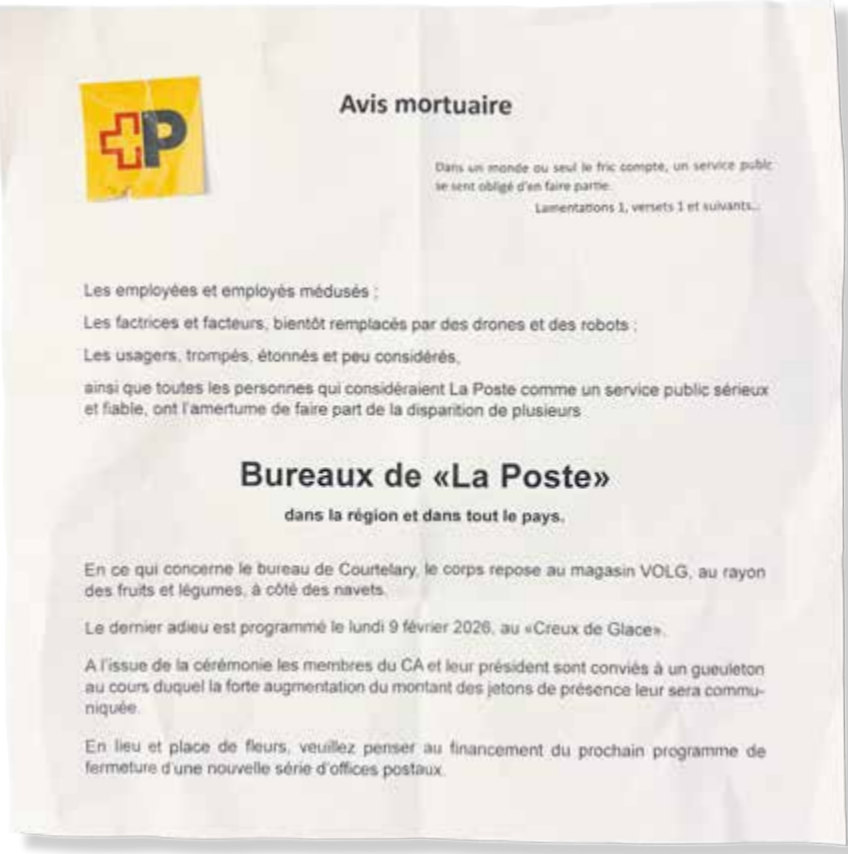 P
Avis mortuaire
Dans un monde ou seul le fric compte, un service public
se sent obligé d'en faire partie.
Lamentations 1, versets 1 et suivants...
Les employées et employés médusés ;
Les factrices et facteurs, bientôt remplacés par des drones et des robots ;
Les usagers, trompés, étonnés et peu considérés,
ainsi que toutes les personnes qui considéraient La Poste comme un service public sérieux
et fiable, ont l'amertume de faire part de la disparition de plusieurs
Bureaux de «La Poste»
dans la région et dans tout le pays.
En ce qui concerne le bureau de Courtelary, le corps repose au magasin VOLG, au rayon
des fruits et légumes, à côté des navets.
Le dernier adieu est programmé le lundi 9 février 2026, au «Creux de Glace».
A l'issue de la cérémonie les membres du CA et leur président sont conviés à un gueuleton
au cours duquel la forte augmentation du montant des jetons de présence leur sera commu-
niquée.
En lieu et place de fleurs, veuillez penser au financement du prochain programme de
fermeture d'une nouvelle série d'offices postaux.